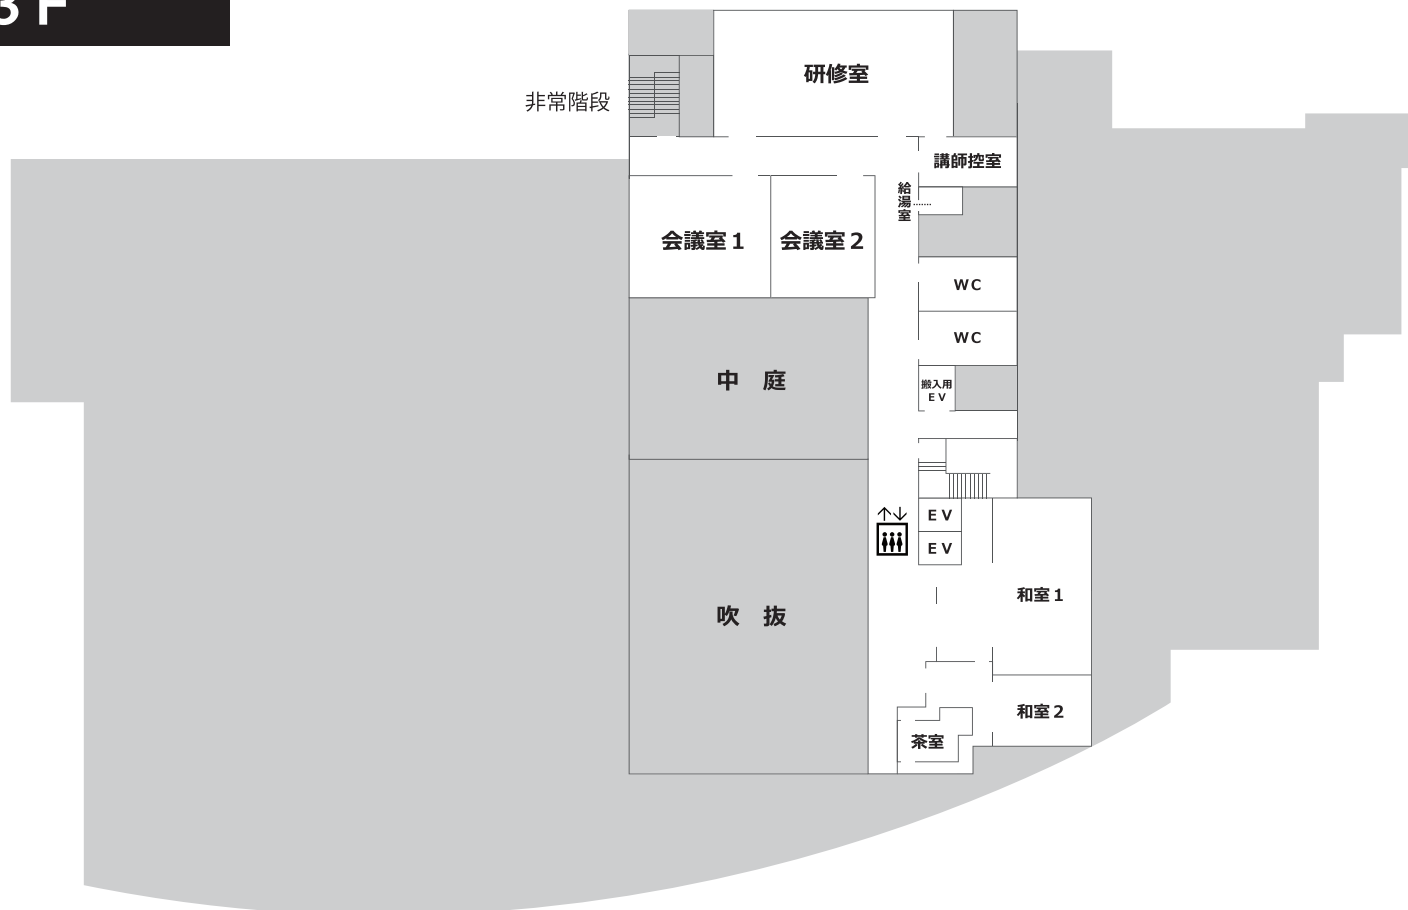 3F
研修室
非常階段
講師控室
給湯室
会議室1
会議室2
WC
WC
中 庭
搬入用
EV
EV
EV
和室1
吹 抜
和室2
茶室